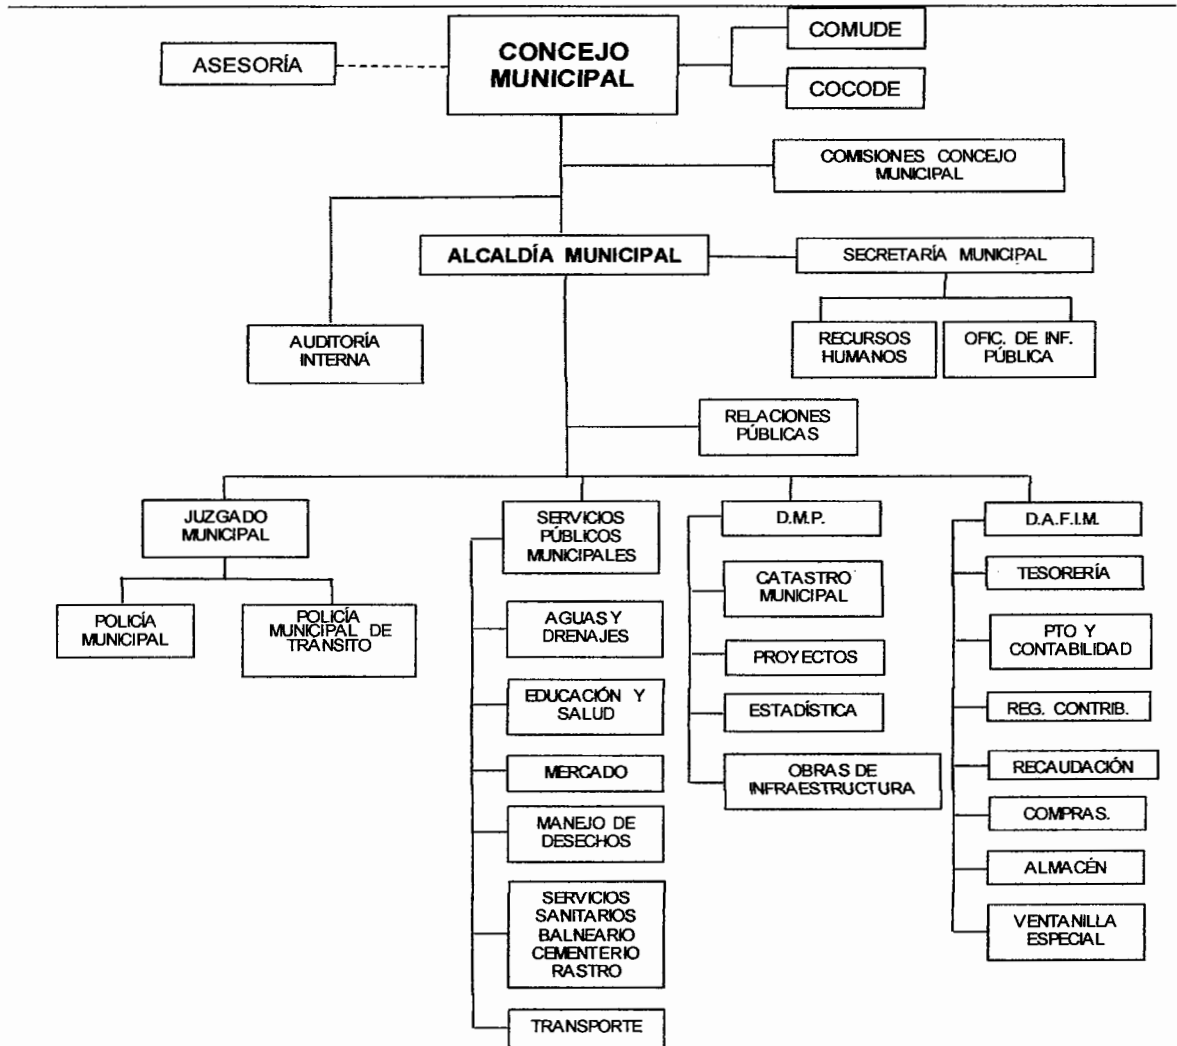 ASESORÍA
CONCEJO
MUNICIPAL
COMUDE
COCODE
COMISIONES CONCEJO
MUNICIPAL
ALCALDÍA MUNICIPAL
SECRETARÍA MUNICIPAL
AUDITORÍA
INTERNA
RECURSOS
HUMANOS
OFIC. DE INF.
PÚBLICA
RELACIONES
PÚBLICAS
JUZGADO
MUNICIPAL
POLICÍA
MUNICIPAL
POLICÍA
MUNICIPAL DE
TRÁNSITO
SERVICIOS
PÚBLICOS
MUNICIPALES
AGUAS Y
DRENAJES
EDUCACIÓN Y
SALUD
MERCADO
MANEJO DE
DESECHOS
SERVICIOS
SANITARIOS
BALNEARIO
CEMENTERIO
RASTRO
TRANSPORTE
D.M.P.
CATASTRO
MUNICIPAL
PROYECTOS
ESTADÍSTICA
OBRAS DE
INFRAESTRUCTURA
D.A.F.I.M.
TESORERÍA
PTO Y
CONTABILIDAD
REG. CONTRIB.
RECAUDACIÓN
COMPRAS.
ALMACÉN
VENTANILLA
ESPECIAL